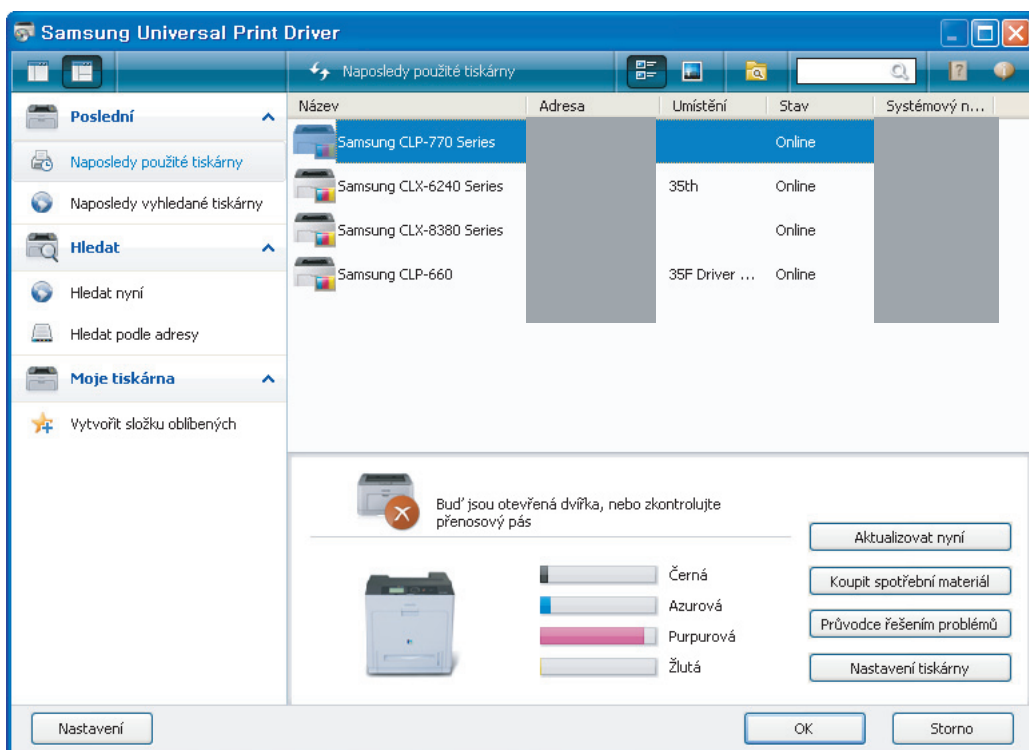 Samsung Universal Print Driver
Naposledy použité tiskárny
Poslední
Naposledy použité tiskárny
Naposledy vyhledané tiskárny
Hledat
Hledat nyní
Hledat podle adresy
Moje tiskárna
Vytvořit složku oblíbených
Název Adresa Umístění Stav Systémový n...
Samsung CLP-770 Series Online
Samsung CLX-6240 Series 35th Online
Samsung CLX-8380 Series Online
Samsung CLP-660 35F Driver ... Online
Buď jsou otevřená dvířka, nebo zkontrolujte
přenosový pás
Černá
Azurová
Purpurová
Žlutá
Aktualizovat nyní
Koupit spotřební materiál
Průvodce řešením problémů
Nastavení tiskárny
Nastavení OK Storno